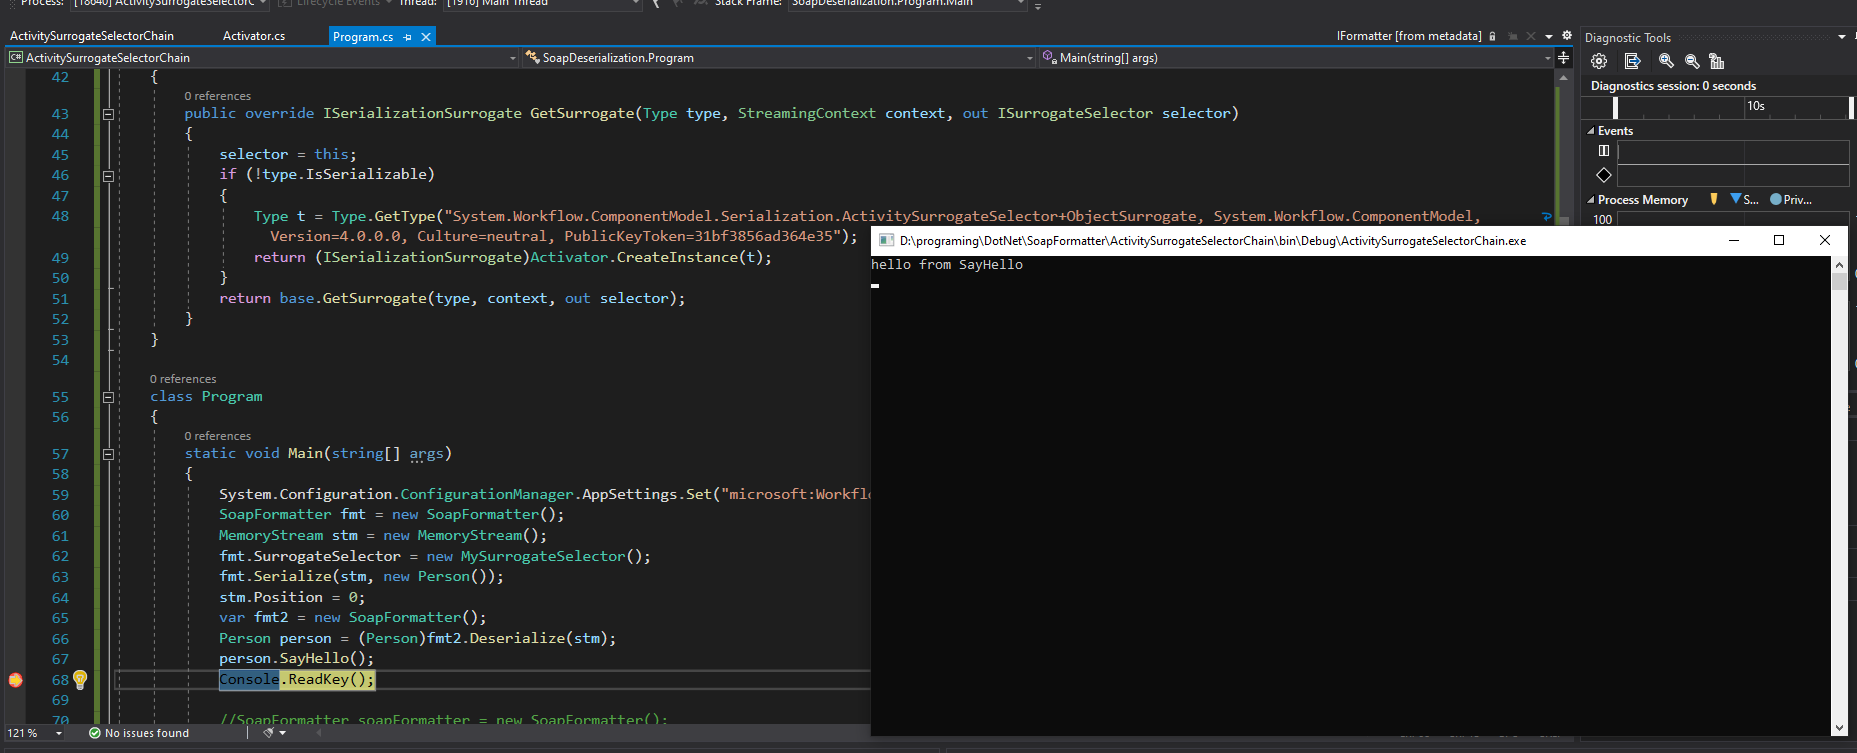 Process: [18640] ActivitySurrogateSelectorC Lifecycle Events Thread: [1916] Main Thread Stack Frame: SoapDeserialization.Program.Main
ActivitySurrogateSelectorChain Activator.cs Program.cs IFormatter [from metadata]
C# ActivitySurrogateSelectorChain SoapDeserialization.Program Main(string[] args)
42 {
0 references
43 public override ISerializationSurrogate GetSurrogate(Type type, StreamingContext context, out ISurrogateSelector selector)
44 {
45 selector = this;
46 if (!type.IsSerializable)
47 {
48 Type t = Type.GetType("System.Workflow.ComponentModel.Serialization.ActivitySurrogateSelector+ObjectSurrogate, System.Workflow.ComponentModel,
Version=4.0.0.0, Culture=neutral, PublicKeyToken=31bf3856ad364e35");
49 return (ISerializationSurrogate)Activator.CreateInstance(t);
50 }
51 return base.GetSurrogate(type, context, out selector);
52 }
53 }
54
0 references
55 class Program
56 {
0 references
57 static void Main(string[] args)
58 {
59 System.Configuration.ConfigurationManager.AppSettings.Set("microsoft:Workflo
60 SoapFormatter fmt = new SoapFormatter();
61 MemoryStream stm = new MemoryStream();
62 fmt.SurrogateSelector = new MySurrogateSelector();
63 fmt.Serialize(stm, new Person());
64 stm.Position = 0;
65 var fmt2 = new SoapFormatter();
66 Person person = (Person)fmt2.Deserialize(stm);
67 person.SayHello();
68 Console.ReadKey();
69
70 //SoapFormatter soapFormatter = new SoapFormatter();
121 % No issues found
D:\programing\DotNet\SoapFormatter\ActivitySurrogateSelectorChain\bin\Debug\ActivitySurrogateSelectorChain.exe
hello from SayHello
Diagnostic Tools
Diagnostics session: 0 seconds
10s
Events
Process Memory S... Priv...
100